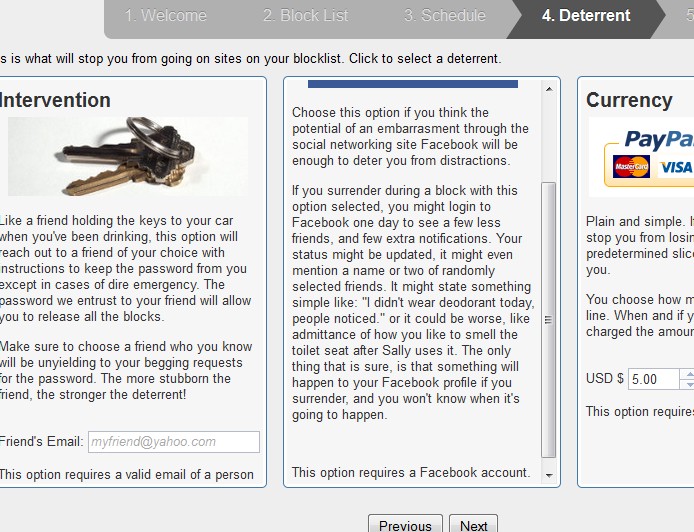 1. Welcome 2. Block List 3. Schedule 4. Deterrent 5
s is what will stop you from going on sites on your blocklist. Click to select a deterrent.
Intervention
Like a friend holding the keys to your car
when you've been drinking, this option will
reach out to a friend of your choice with
instructions to keep the password from you
except in cases of dire emergency. The
password we entrust to your friend will allow
you to release all the blocks.
Make sure to choose a friend who you know
will be unyielding to your begging requests
for the password. The more stubborn the
friend, the stronger the deterrent!
Friend's Email: myfriend@yahoo.com
This option requires a valid email of a person
Choose this option if you think the
potential of an embarrasment through the
social networking site Facebook will be
enough to deter you from distractions.
If you surrender during a block with this
option selected, you might login to
Facebook one day to see a few less
friends, and few extra notifications. Your
status might be updated, it might even
mention a name or two of randomly
selected friends. It might state something
simple like: "I didn't wear deodorant today,
people noticed." or it could be worse, like
admittance of how you like to smell the
toilet seat after Sally uses it. The only
thing that is sure, is that something will
happen to your Facebook profile if you
surrender, and you won't know when it's
going to happen.
This option requires a Facebook account.
Currency
PayPa
MasterCard VISA
Plain and simple. I
stop you from losin
predetermined slice
you.
You choose how m
line. When and if y
charged the amour
USD $ 5.00
This option require
Previous Next